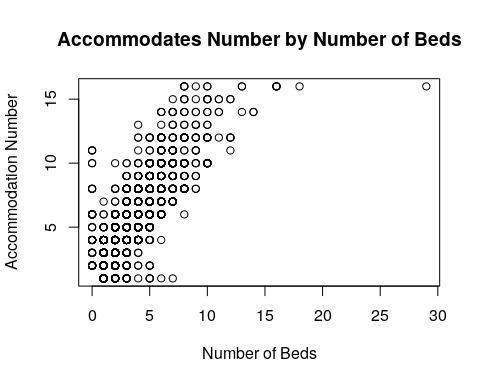 Accommodates Number by Number of Beds
Accommodation Number
15
10
5
0 5 10 15 20 25 30
Number of Beds